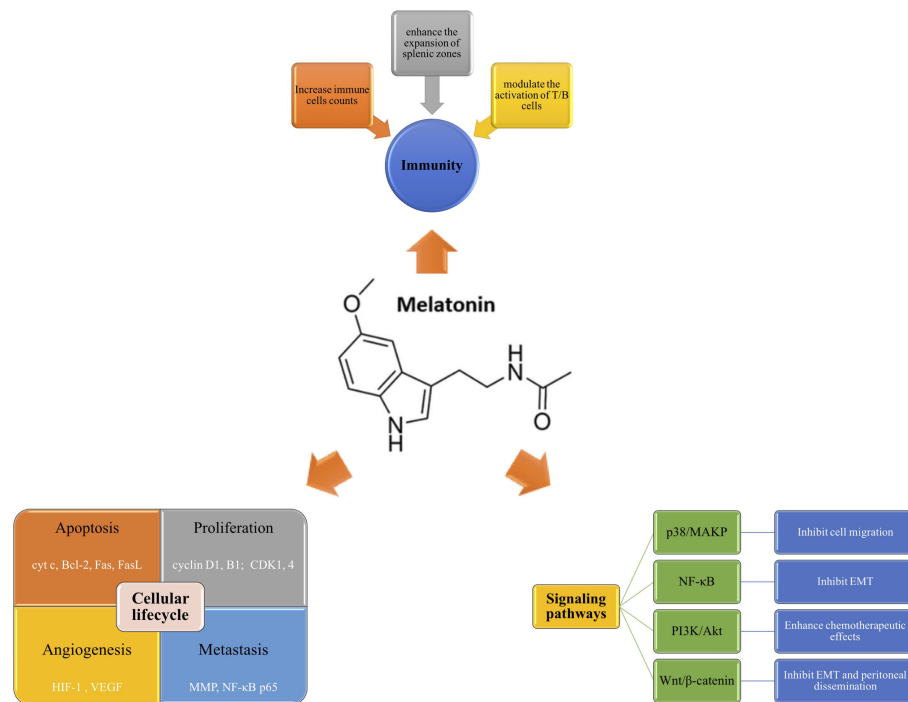 enhance the
expansion of
splenic zones
Increase immune
cells counts
modulate the
activation of T/B
cells
Immunity
Melatonin
O
H
N
O
N
H
Apoptosis
cyt c, Bcl-2, Fas, FasL
Proliferation
cyclin D1, B1; CDK1, 4
Cellular
lifecycle
Angiogenesis
HIF-1 , VEGF
Metastasis
MMP, NF-κB p65
Signaling
pathways
p38/MAKP
Inhibit cell migration
NF-κB
Inhibit EMT
PI3K/Akt
Enhance chemotherapeutic
effects
Wnt/β-catenin
Inhibit EMT and peritoneal
dissemination